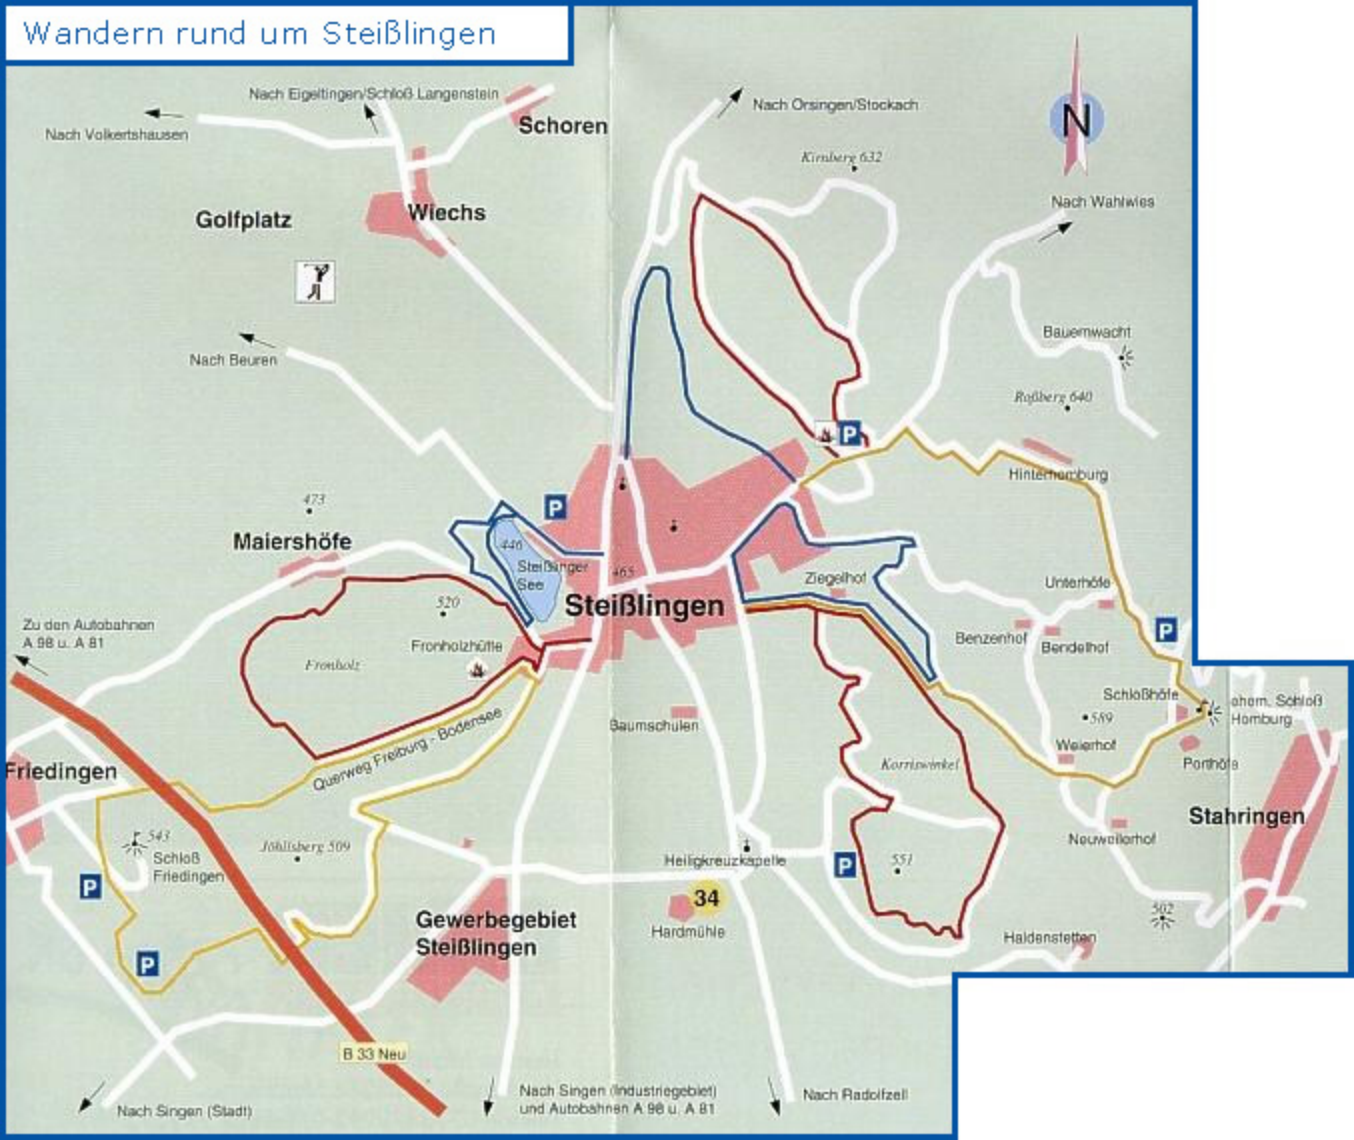 Wandern rund um Steißlingen
Nach Eigeltingen/Schloß Langenstein
Schoren
Nach Orsingen/Stockach
N
Nach Volkertshausen
Kirnberg 632
Golfplatz
Wiechs
Nach Wahlwies
Bauernwacht
Nach Beuren
Roßberg 640
P
Hinterhomburg
473
P
Maiershöfe
446
Steißlinger
See
465
Ziegelhof
Unterhöfe
520
Steißlingen
Zu den Autobahnen
A 98 u. A 81
P
Benzenhof
Bendelhof
Fronholzhütte
Fronholz
Schloßhöfe
ehem. Schloß
Homburg
589
Baumschulen
Querweg Freiburg - Bodensee
Weierhof
Porthöfe
Friedingen
Korriswinkel
Stahringen
543
Schloß
Friedingen
Jöhlisberg 509
Neuweilerhof
Heiligkreuzkapelle
P
551
P
34
502
Gewerbegebiet
Steißlingen
Hardmühle
Haldenstetten
P
B 33 Neu
Nach Singen (Stadt)
Nach Singen (Industriegebiet)
und Autobahnen A 98 u. A 81
Nach Radolfzell